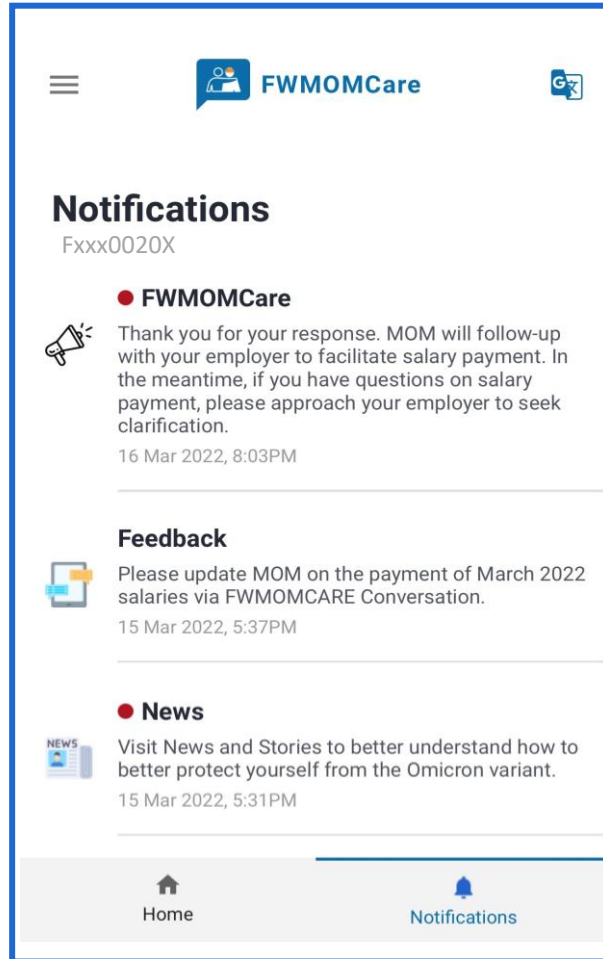 FWMOMCare
Notifications
Fxxx0020X
FWMOMCare
Thank you for your response. MOM will follow-up
with your employer to facilitate salary payment. In
the meantime, if you have questions on salary
payment, please approach your employer to seek
clarification.
16 Mar 2022, 8:03PM
Feedback
Please update MOM on the payment of March 2022
salaries via FWMOMCARE Conversation.
15 Mar 2022, 5:37PM
News
NEWS
Visit News and Stories to better understand how to
better protect yourself from the Omicron variant.
15 Mar 2022, 5:31PM
Home
Notifications